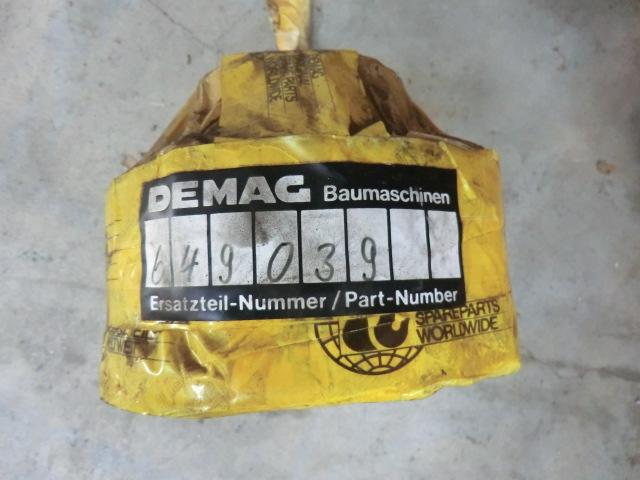 DEMAG Baumaschinen
649039
Ersatzteil-Nummer / Part-Number
SPAREPARTS
WORLDWIDE